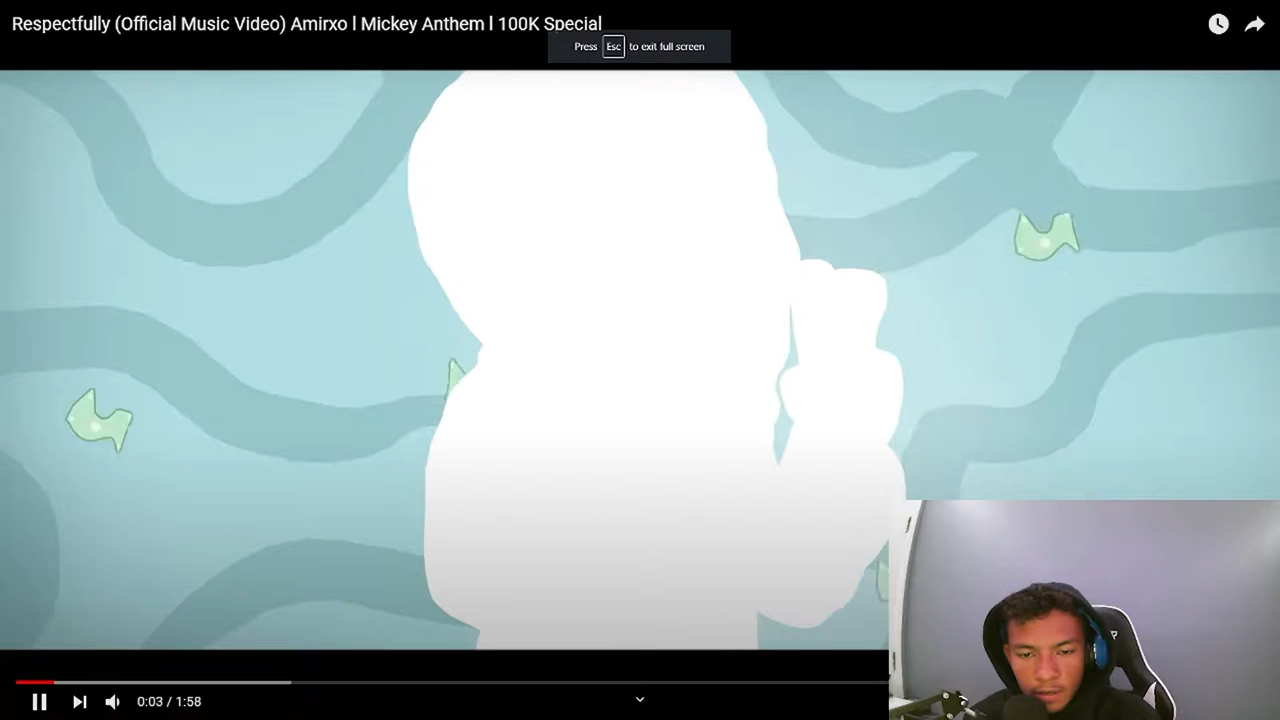 Respectfully (Official Music Video) Amirxo l Mickey Anthem l 100K Special
Press Esc to exit full screen
0:03 / 1:58